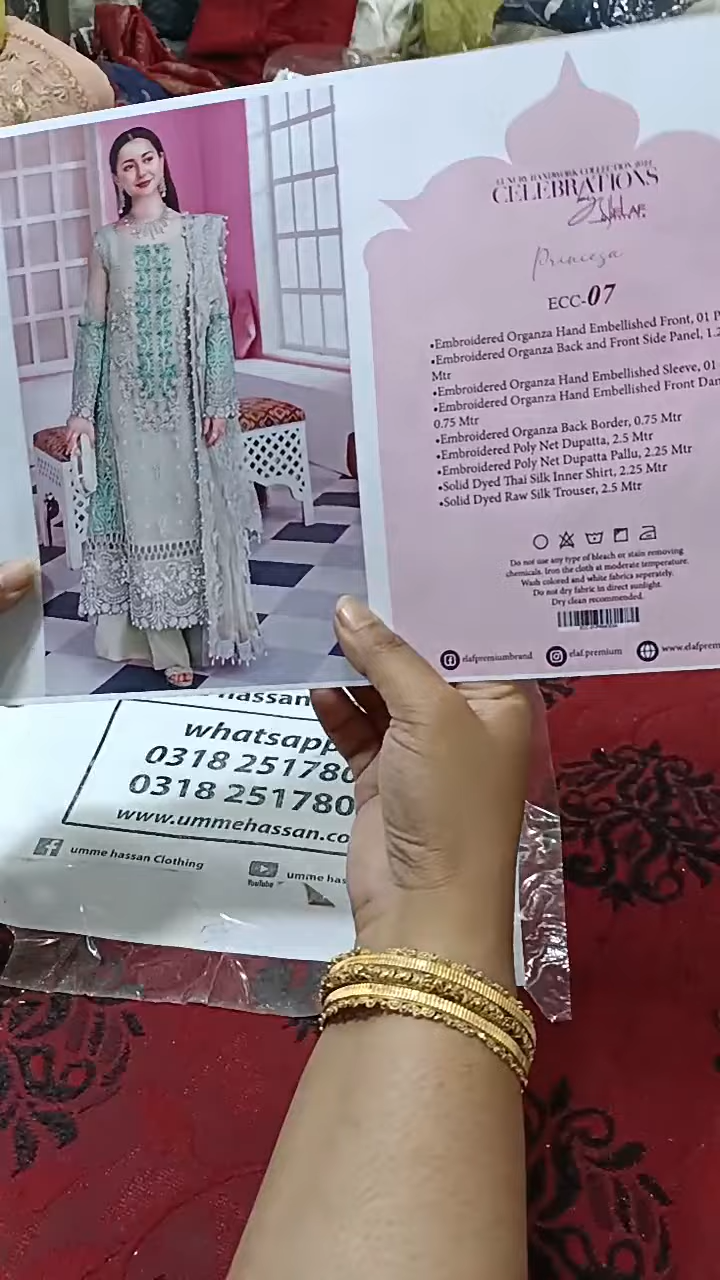 LUXURY HANDWORK COLLECTION
CELEBRATIONS
by Elaf
Princesa
ECC-07
•Embroidered Organza Hand Embellished Front, 01
•Embroidered Organza Back and Front Side Panel,
Mtr
•Embroidered Organza Hand Embellished Sleeve, 01
•Embroidered Organza Hand Embellished Front
0.75 Mtr
•Embroidered Organza Back Border, 0.75 Mtr
•Embroidered Poly Net Dupatta, 2.5 Mtr
•Embroidered Poly Net Dupatta Pallu, 2.25 Mtr
•Solid Dyed Thai Silk Inner Shirt, 2.25 Mtr
•Solid Dyed Raw Silk Trouser, 2.5 Mtr
Do not use any type of bleach or stain removing
chemicals. Iron the cloth at moderate temperature.
Wash colored and white fabrics seperately.
Do not dry fabric in direct sunlight.
Dry clean recommended.
elafpremiumbrand elaf.premium www.elafprem
hassan
whatsapp
0318 251780
0318 251780
www.ummehassan.co
umme hassan Clothing
YouTube umme has